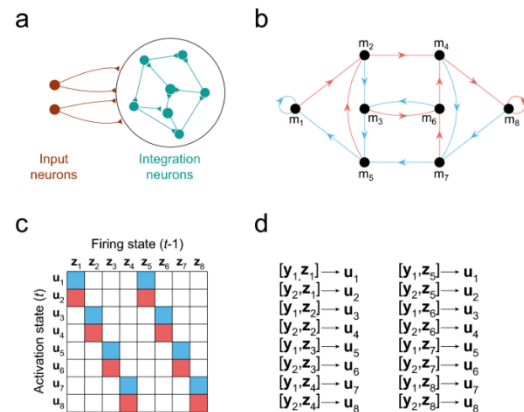 a
Input
neurons
Integration
neurons
b
m₂
m₄
m₁
m₃
m₆
m₈
m₅
m₇
c
Firing state (t-1)
z₁ z₂ z₃ z₄ z₅ z₆ z₇ z₈
Activation state (t)
u₁
u₂
u₃
u₄
u₅
u₆
u₇
u₈
d
[y₁,z₁] → u₁
[y₂,z₁] → u₂
[y₁,z₂] → u₃
[y₂,z₂] → u₄
[y₁,z₃] → u₅
[y₂,z₃] → u₆
[y₁,z₄] → u₇
[y₂,z₄] → u₈
[y₁,z₅] → u₁
[y₂,z₅] → u₂
[y₁,z₆] → u₃
[y₂,z₆] → u₄
[y₁,z₇] → u₅
[y₂,z₇] → u₆
[y₁,z₈] → u₇
[y₂,z₈] → u₈